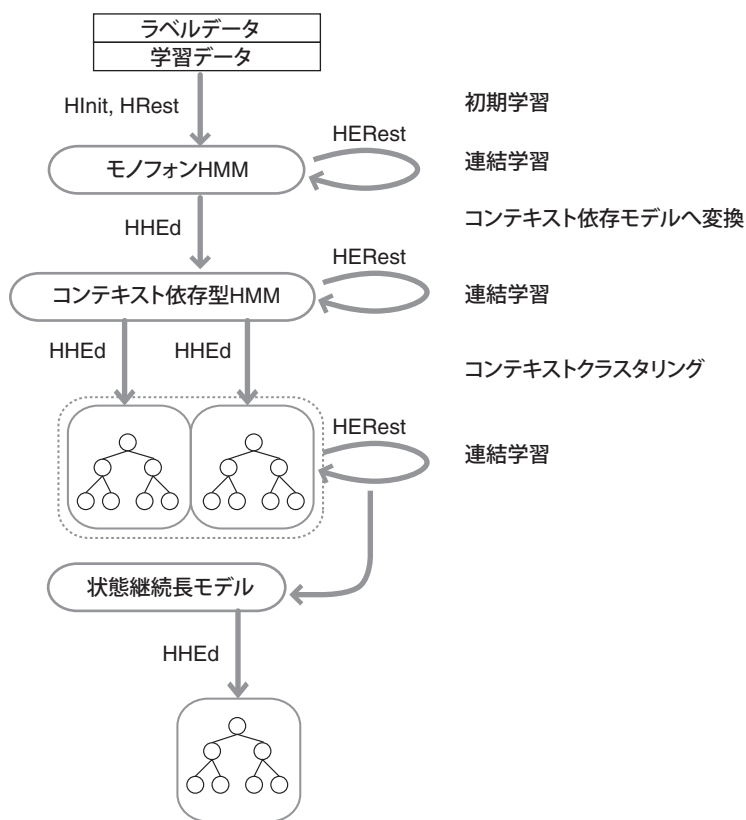 ラベルデータ
学習データ
HInit, HRest
初期学習
HERest
モノフォンHMM
連結学習
HHEd
コンテキスト依存モデルへ変換
HERest
コンテキスト依存型HMM
連結学習
HHEd
HHEd
コンテキストクラスタリング
HERest
連結学習
状態継続長モデル
HHEd